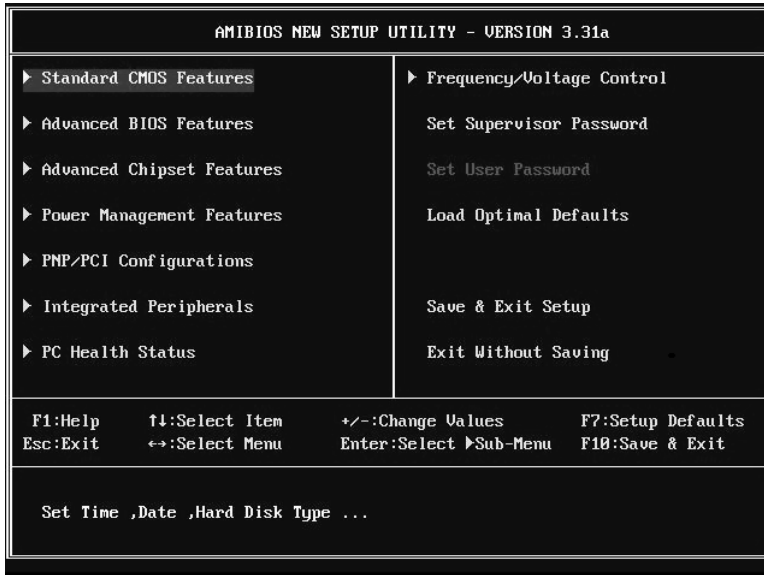 AMIBIOS NEW SETUP UTILITY - VERSION 3.31a
▶ Standard CMOS Features
▶ Advanced BIOS Features
▶ Advanced Chipset Features
▶ Power Management Features
▶ PNP/PCI Configurations
▶ Integrated Peripherals
▶ PC Health Status
▶ Frequency/Voltage Control
Set Supervisor Password
Set User Password
Load Optimal Defaults
Save & Exit Setup
Exit Without Saving
F1:Help ↑↓:Select Item +/-:Change Values F7:Setup Defaults
Esc:Exit ↔:Select Menu Enter:Select ▶Sub-Menu F10:Save & Exit
Set Time ,Date ,Hard Disk Type ...